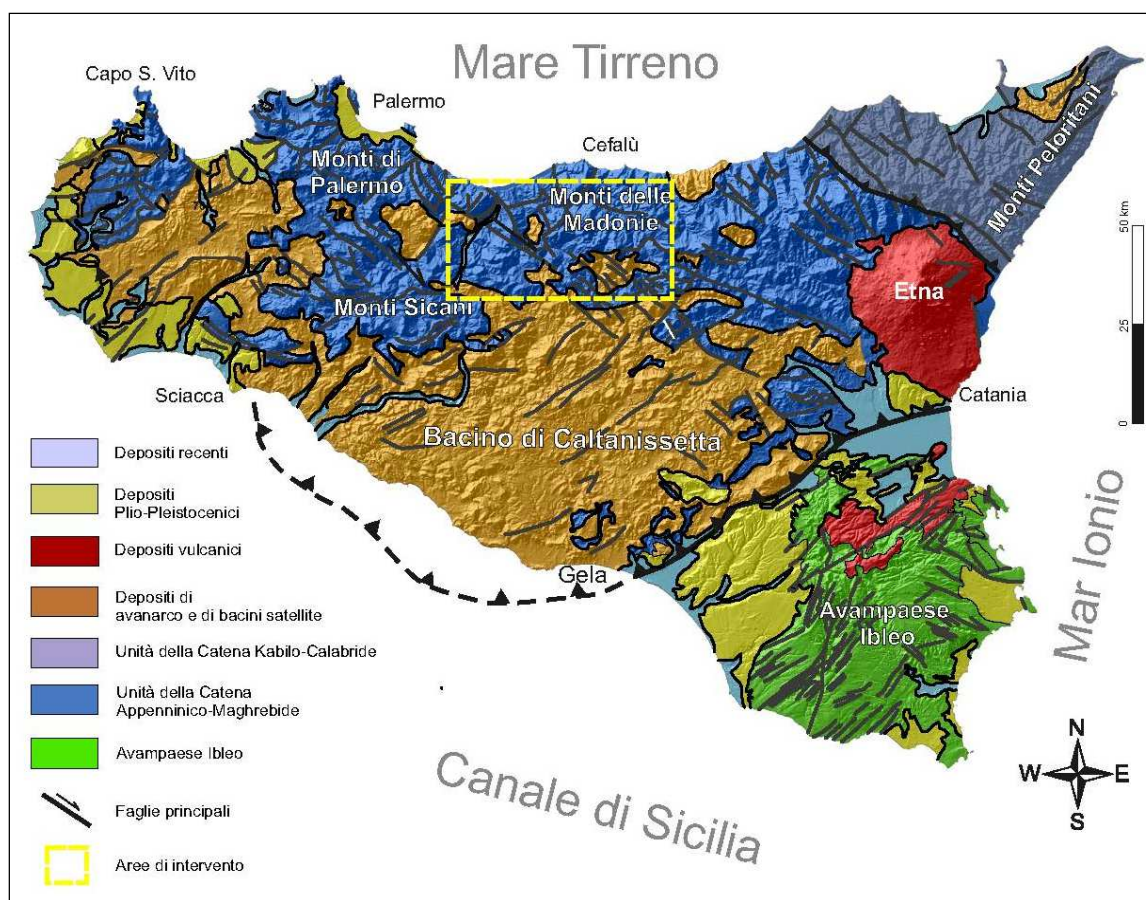 Mare Tirreno
Capo S. Vito
Palermo
Cefalù
Monti di
Palermo
Monti delle
Madonie
Monti Peloritani
Etna
Monti Sicani
Sciacca
Catania
Bacino di Caltanissetta
Gela
Avampaese
Ibleo
Mar Ionio
Canale di Sicilia
50 km
25
0
N
W E
S
Depositi recenti
Depositi
Plio-Pleistocenici
Depositi vulcanici
Depositi di
avanarco e di bacini satellite
Unità della Catena Kabilo-Calabride
Unità della Catena
Appenninico-Maghrebide
Avampaese Ibleo
Faglie principali
Aree di intervento